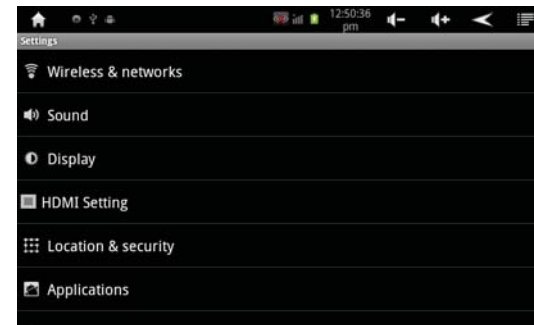 12:50:36
pm
Settings
Wireless & networks
Sound
Display
HDMI Setting
Location & security
Applications